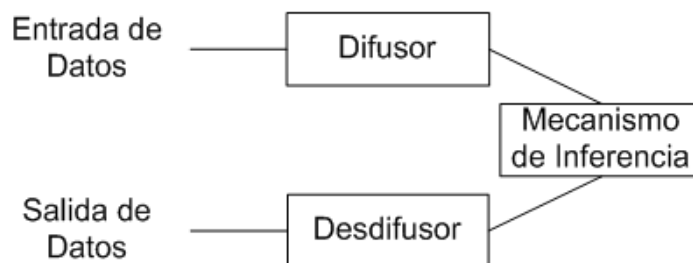 Entrada de
Datos
Difusor
Mecanismo
de Inferencia
Salida de
Datos
Desdifusor